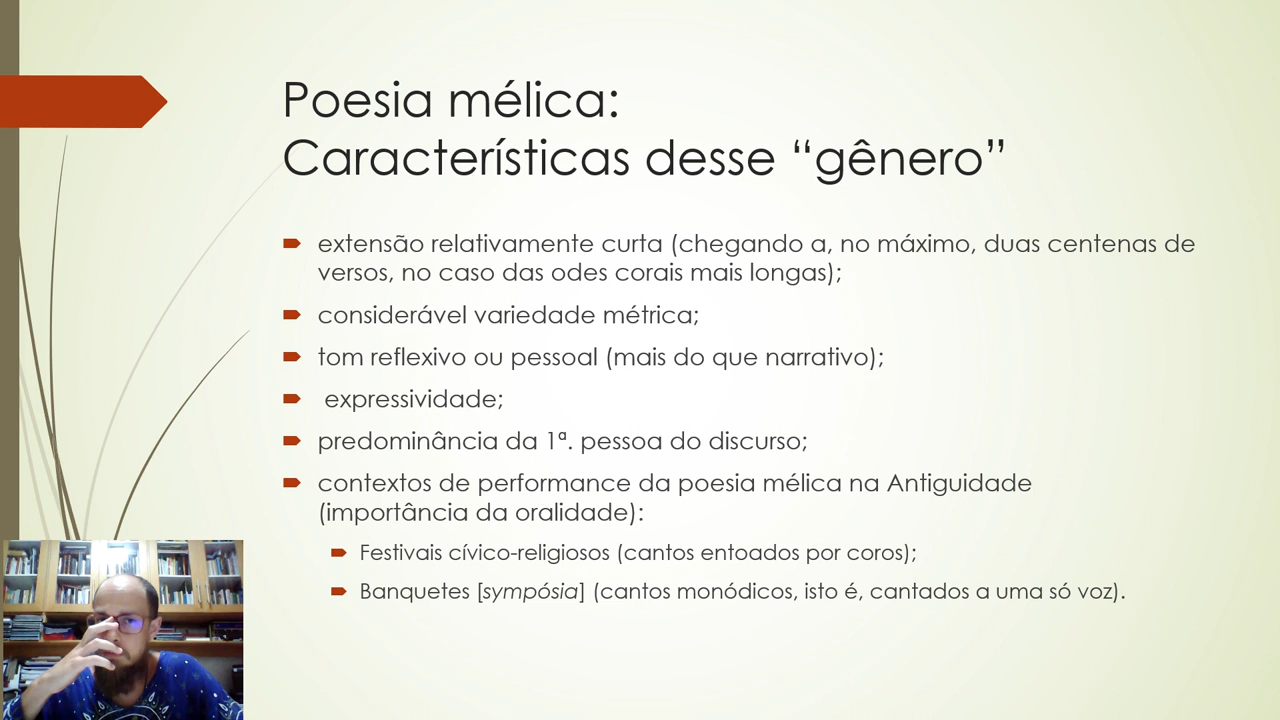 Poesia mélica:
Características desse “gênero”
extensão relativamente curta (chegando a, no máximo, duas centenas de
versos, no caso das odes corais mais longas);
considerável variedade métrica;
tom reflexivo ou pessoal (mais do que narrativo);
expressividade;
predominância da 1ª. pessoa do discurso;
contextos de performance da poesia mélica na Antiguidade
(importância da oralidade):
Festivais cívico-religiosos (cantos entoados por coros);
Banquetes [sympósia] (cantos monódicos, isto é, cantados a uma só voz).